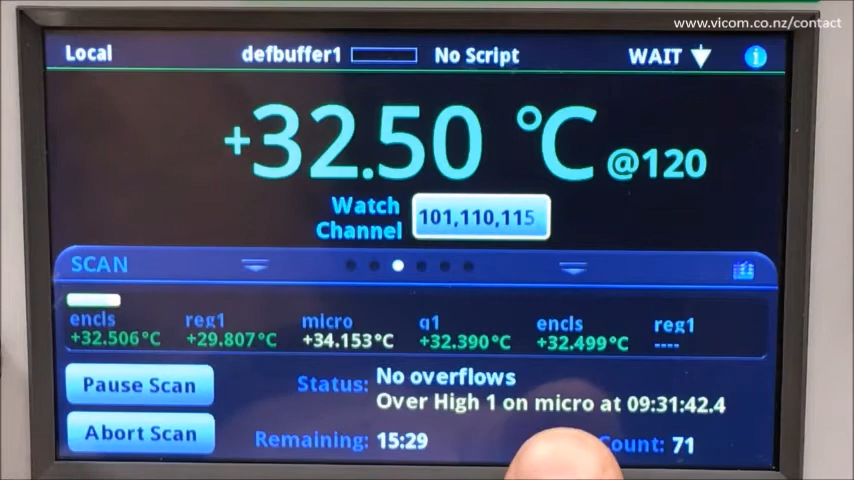 www.vicom.co.nz/contact
Local defbuffer1 No Script WAIT
+32.50 °C @120
Watch Channel 101,110,115
SCAN
encls reg1 micro q1 encls reg1
+32.506°C +29.807°C +34.153°C +32.390°C +32.499°C ----
Pause Scan
Status: No overflows
Over High 1 on micro at 09:31:42.4
Abort Scan
Remaining: 15:29 Count: 71